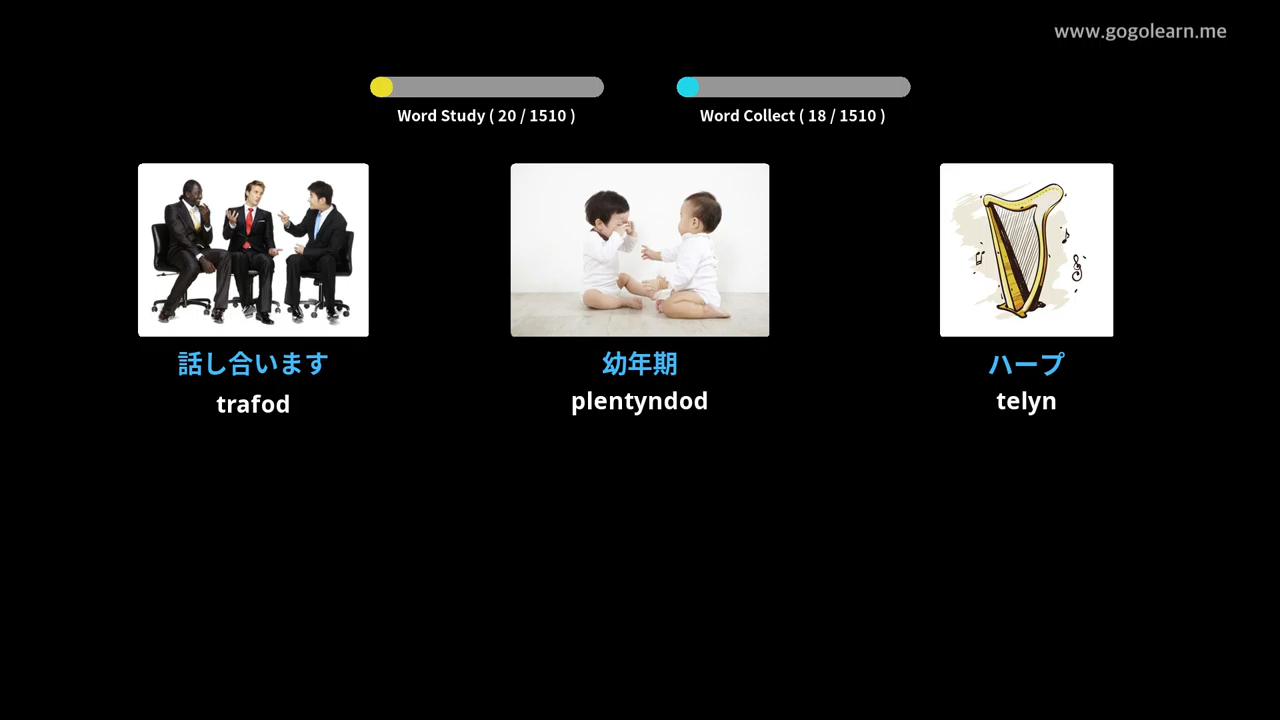 www.gogolearn.me
Word Study ( 20 / 1510 )
Word Collect ( 18 / 1510 )
話し合います
trafod
幼年期
plentyndod
ハープ
telyn